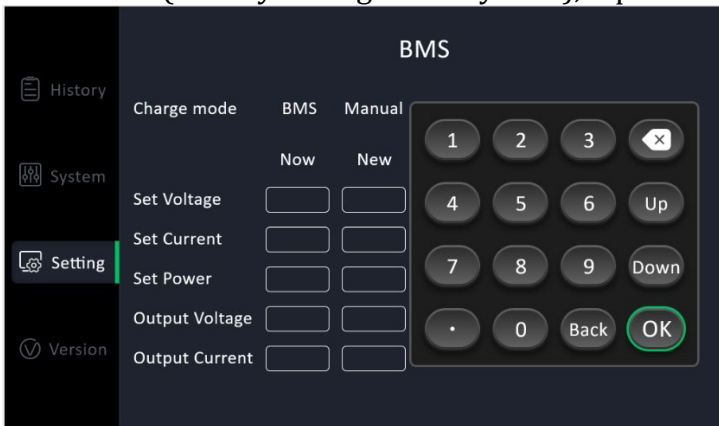 BMS
History
System
Setting
Version
Charge mode BMS Manual
Now New
Set Voltage
Set Current
Set Power
Output Voltage
Output Current
1 2 3
4 5 6 Up
7 8 9 Down
. 0 Back OK